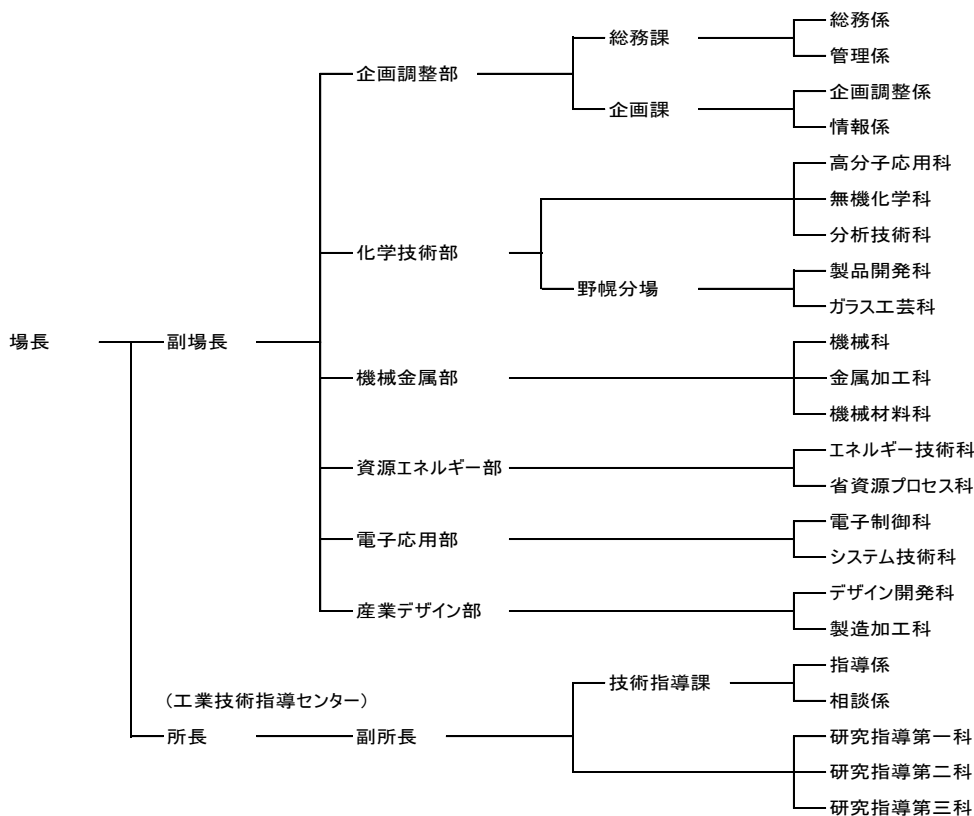 総務係
総務課
管理係
企画調整部
企画調整係
企画課
情報係
高分子応用科
無機化学科
分析技術科
化学技術部
製品開発科
野幌分場
ガラス工芸科
場長
副場長
機械科
機械金属部
金属加工科
機械材料科
エネルギー技術科
資源エネルギー部
省資源プロセス科
電子制御科
電子応用部
システム技術科
デザイン開発科
産業デザイン部
製造加工科
指導係
技術指導課
(工業技術指導センター)
相談係
所長
副所長
研究指導第一科
研究指導第二科
研究指導第三科